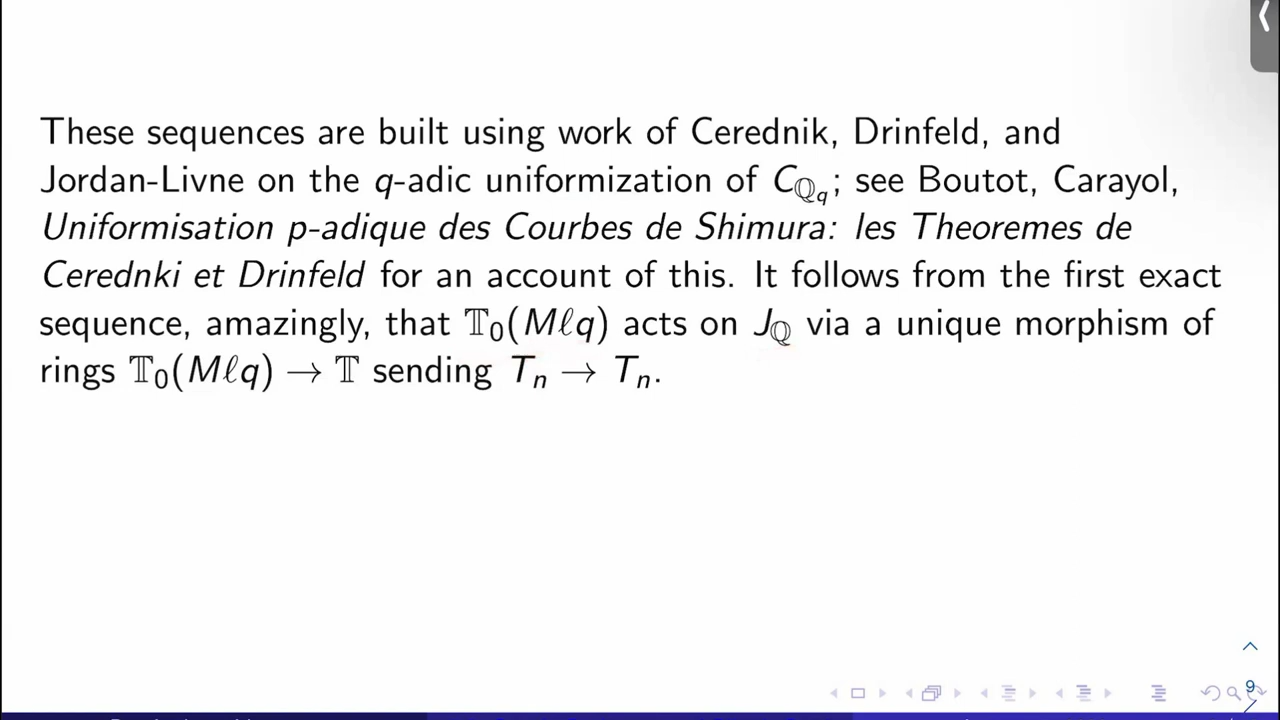 These sequences are built using work of Cerednik, Drinfeld, and
Jordan-Livne on the q-adic uniformization of C_{ℚ_q}; see Boutot, Carayol,
Uniformisation p-adique des Courbes de Shimura: les Theoremes de
Cerednki et Drinfeld for an account of this. It follows from the first exact
sequence, amazingly, that 𝕋₀(Mℓq) acts on J_ℚ via a unique morphism of
rings 𝕋₀(Mℓq) → 𝕋 sending T_n → T_n.
9